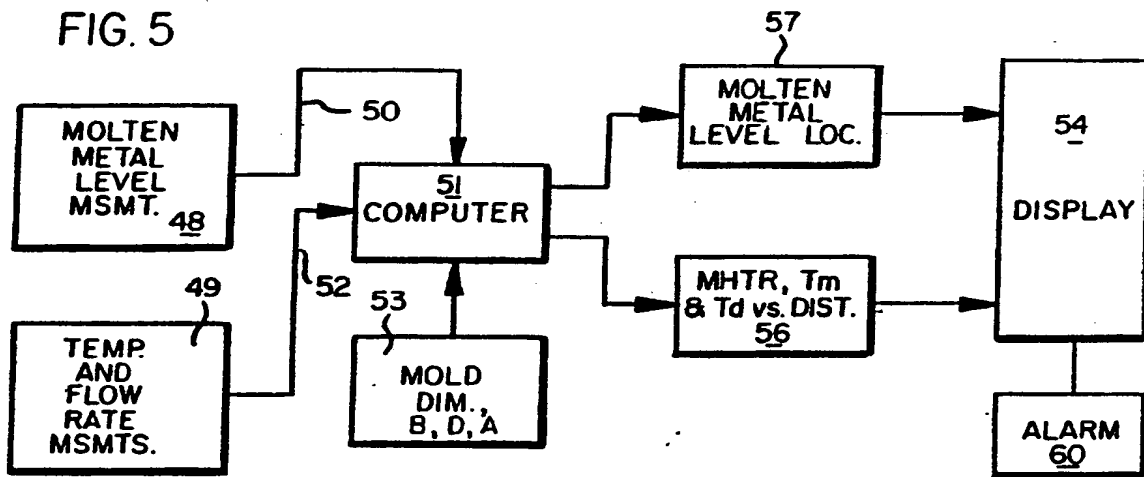 FIG. 5
MOLTEN
METAL
LEVEL
MSMT.
48
50
51
COMPUTER
57
MOLTEN
METAL
LEVEL LOC.
54
DISPLAY
49
TEMP.
AND
FLOW
RATE
MSMTS.
52
53
MOLD
DIM.,
B, D, A
MHTR, Tm
& Td vs. DIST.
56
ALARM
60